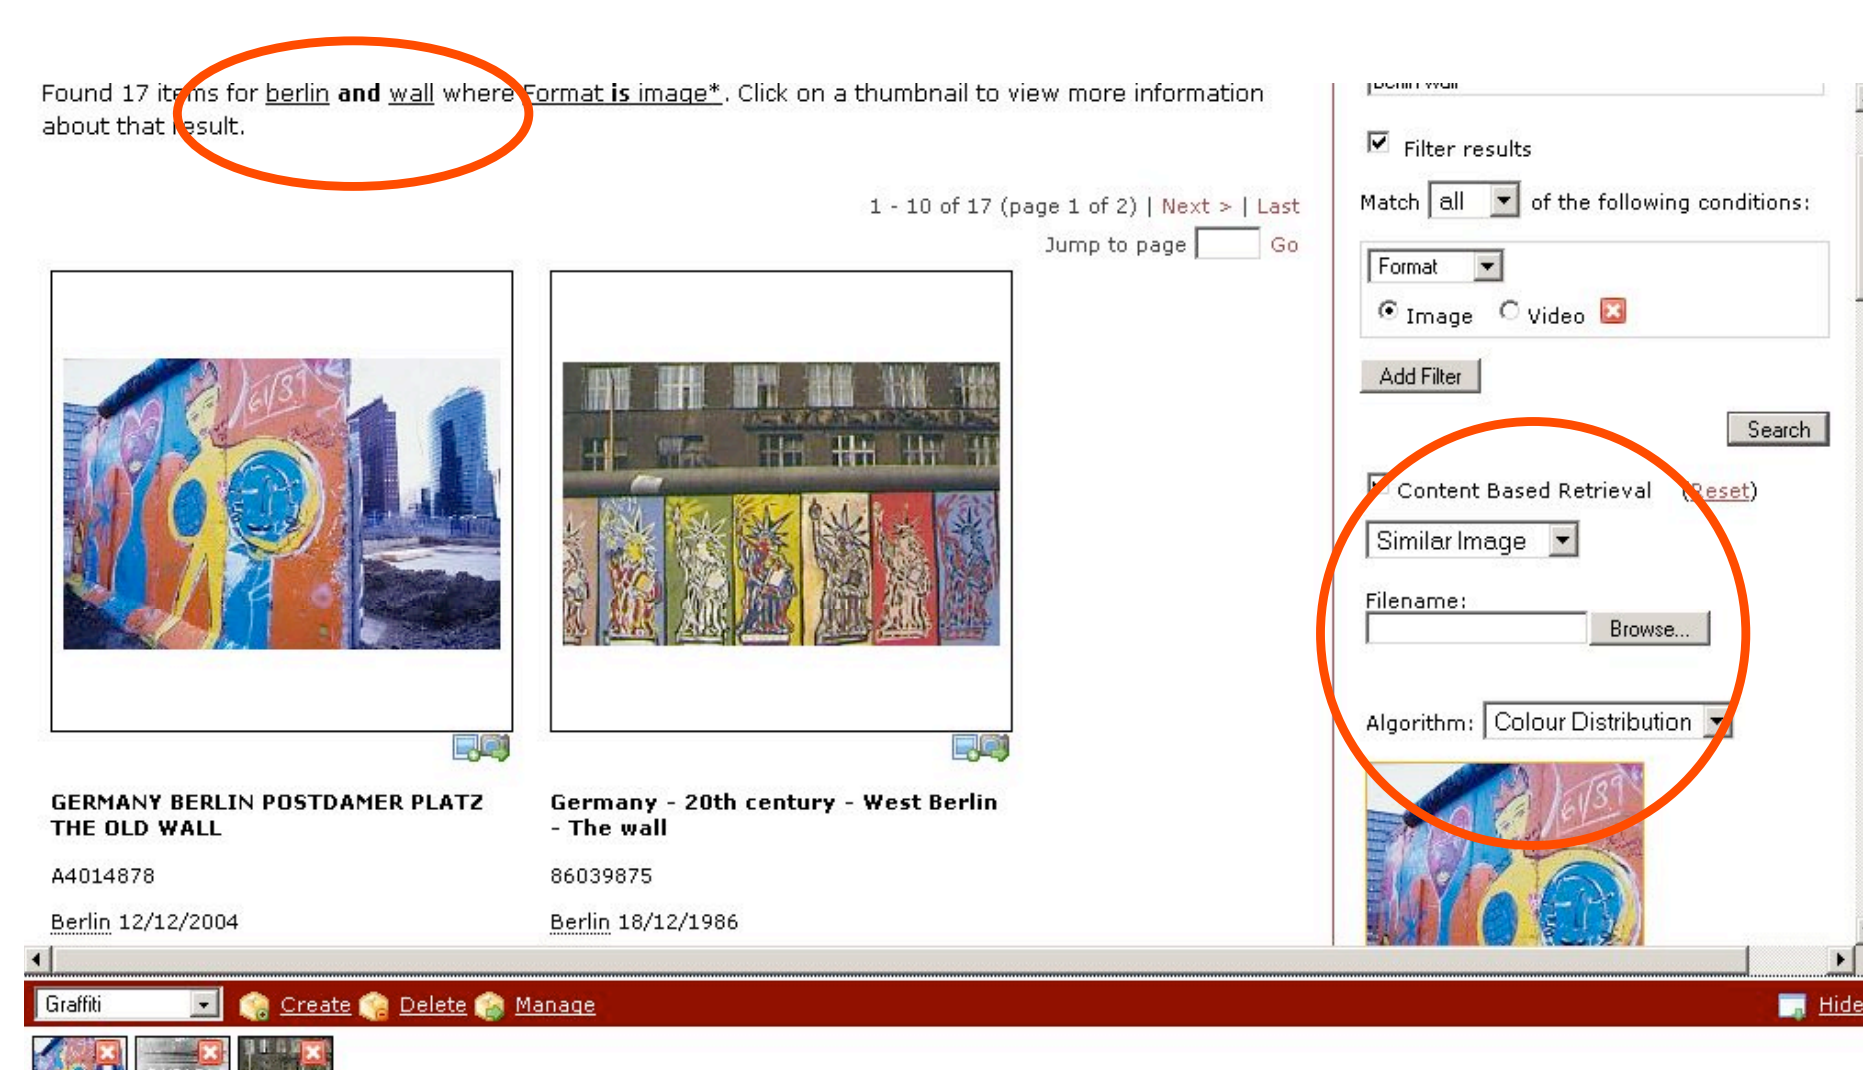 Found 17 items for berlin and wall where Format is image*. Click on a thumbnail to view more information
about that result.
1 - 10 of 17 (page 1 of 2) | Next > | Last
Jump to page Go
GERMANY BERLIN POSTDAMER PLATZ
THE OLD WALL
A4014878
Berlin 12/12/2004
Germany - 20th century - West Berlin
- The wall
86039875
Berlin 18/12/1986
Berlin wall
Filter results
Match all of the following conditions:
Format
Image Video
Add Filter
Search
Content Based Retrieval (Reset)
Similar Image
Filename:
Browse...
Algorithm: Colour Distribution
61/89
Graffiti Create Delete Manage Hide